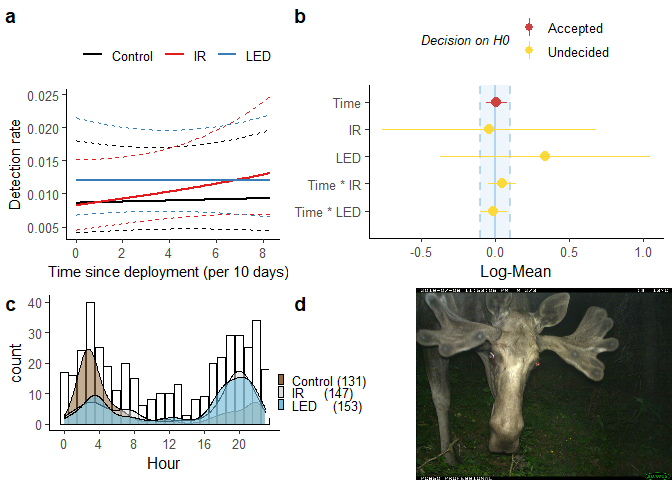 a
Control IR LED
Detection rate
0.025
0.020
0.015
0.010
0.005
0 2 4 6 8
Time since deployment (per 10 days)
b
Decision on H0
Accepted
Undecided
Time
IR
LED
Time * IR
Time * LED
-0.5 0.0 0.5 1.0
Log-Mean
c
count
40
30
20
10
0
0 4 8 12 16 20
Hour
Control (131)
IR (147)
LED (153)
d
PC850 PROFESSIONAL